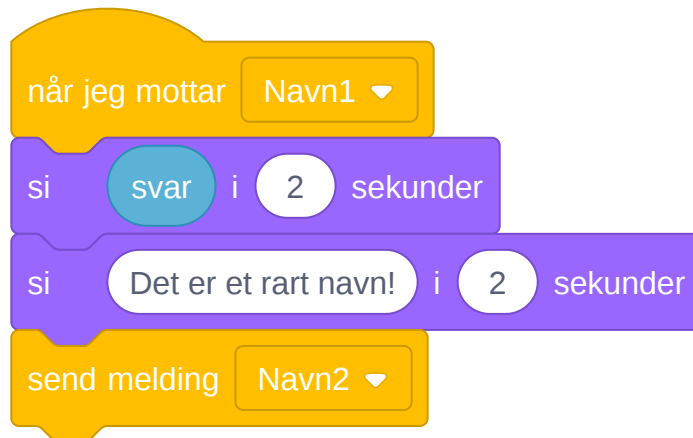 når jeg mottar Navn1
si svar i 2 sekunder
si Det er et rart navn! i 2 sekunder
send melding Navn2